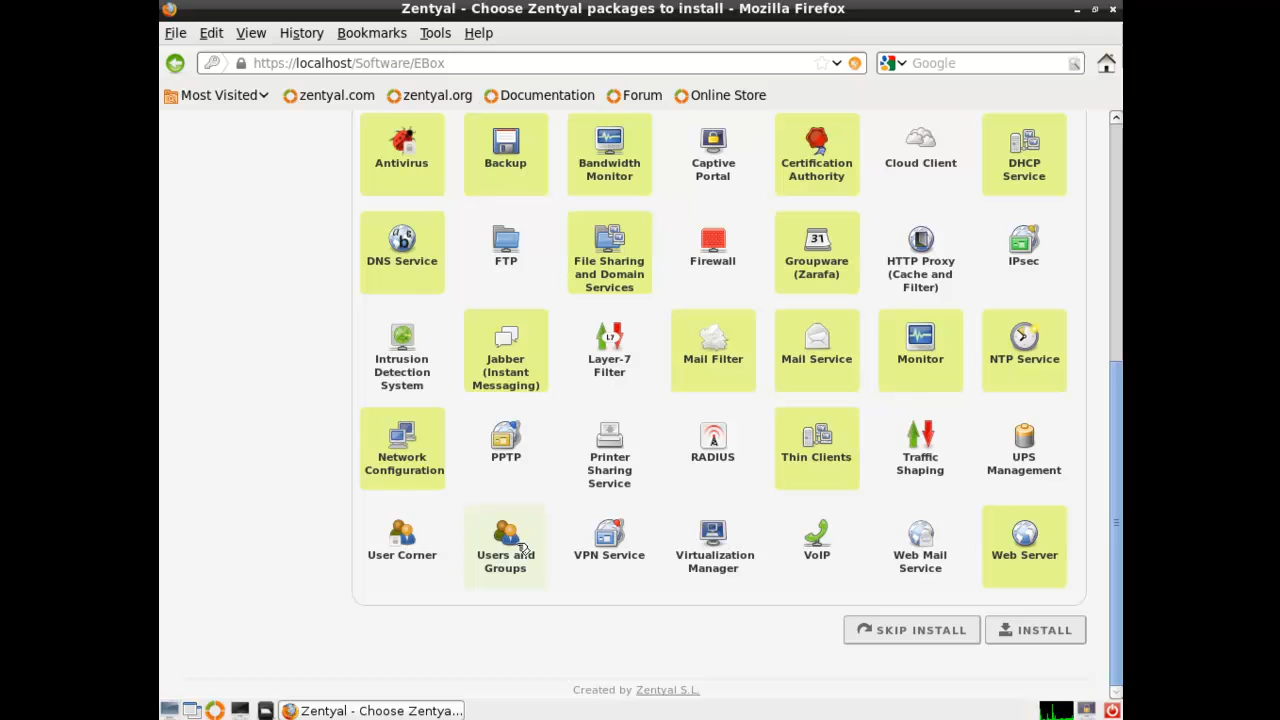 Zentyal - Choose Zentyal packages to install - Mozilla Firefox
File Edit View History Bookmarks Tools Help
https://localhost/Software/EBox
Google
Most Visited zentyal.com zentyal.org Documentation Forum Online Store
Antivirus
Backup
Bandwidth
Monitor
Captive
Portal
Certification
Authority
Cloud Client
DHCP
Service
DNS Service
FTP
File Sharing
and Domain
Services
Firewall
31
Groupware
(Zarafa)
HTTP Proxy
(Cache and
Filter)
IPsec
Intrusion
Detection
System
Jabber
(Instant
Messaging)
L7
Layer-7
Filter
Mail Filter
Mail Service
Monitor
NTP Service
Network
Configuration
PPTP
Printer
Sharing
Service
RADIUS
Thin Clients
Traffic
Shaping
UPS
Management
User Corner
Users and
Groups
VPN Service
Virtualization
Manager
VoIP
Web Mail
Service
Web Server
SKIP INSTALL
INSTALL
Created by Zentyal S.L.
Zentyal - Choose Zentya...